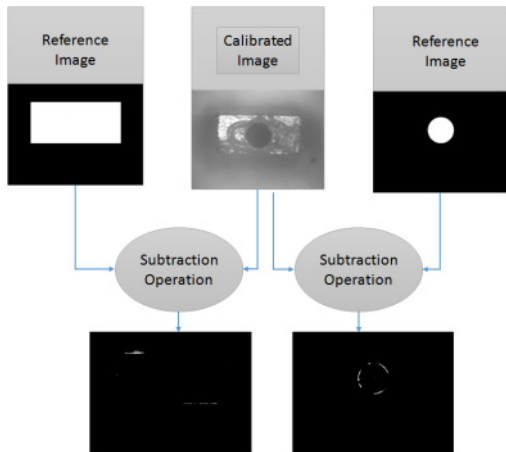 Reference
Image
Calibrated
Image
Reference
Image
Subtraction
Operation
Subtraction
Operation